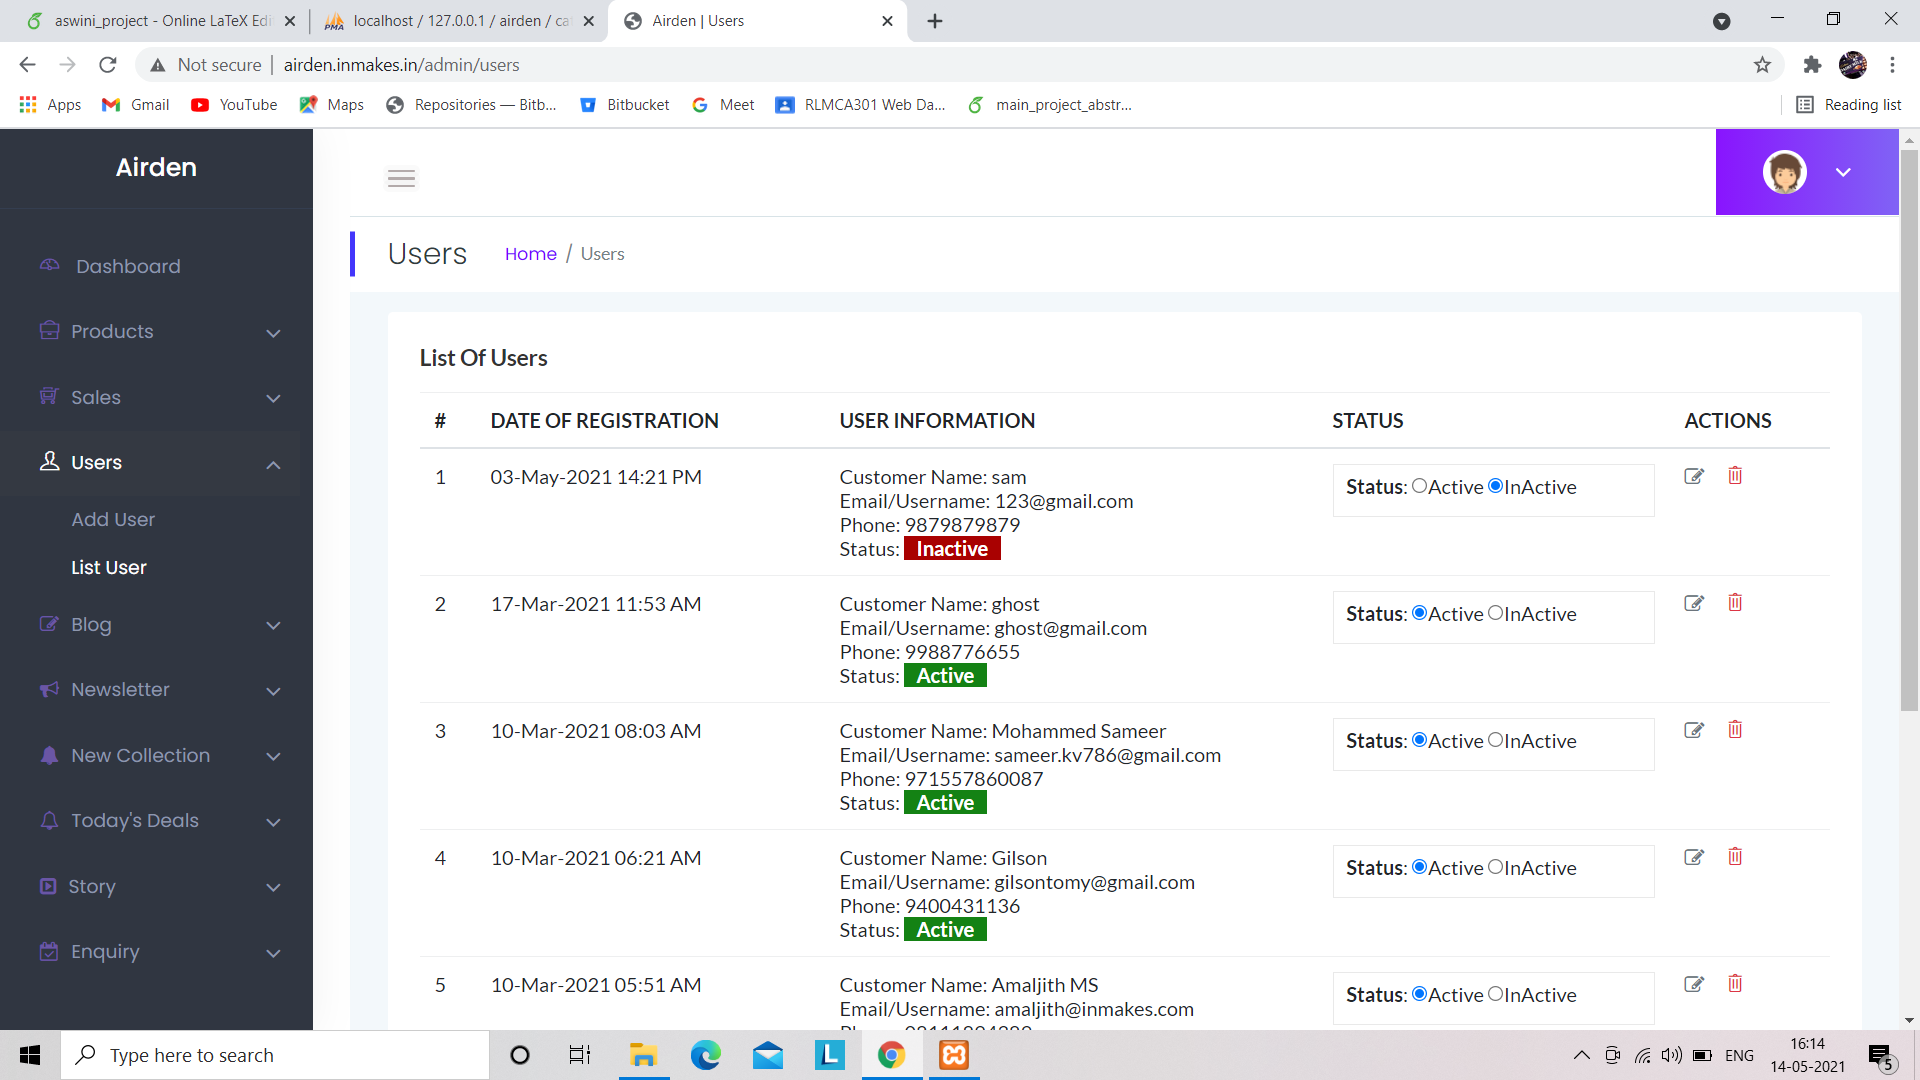 aswini_project - Online LaTeX Edi
localhost / 127.0.0.1 / airden / ca
Airden | Users
Not secure
airden.inmakes.in/admin/users
Apps
Gmail
YouTube
Maps
Repositories — Bitb...
Bitbucket
Meet
RLMCA301 Web Da...
main_project_abstr...
Reading list
Airden
Dashboard
Products
Sales
Users
Add User
List User
Blog
Newsletter
New Collection
Today's Deals
Story
Enquiry
Users
Home / Users
List Of Users
# DATE OF REGISTRATION USER INFORMATION STATUS ACTIONS
1 03-May-2021 14:21 PM Customer Name: sam
Email/Username: 123@gmail.com
Phone: 9879879879
Status: Inactive
Status: Active InActive
2 17-Mar-2021 11:53 AM Customer Name: ghost
Email/Username: ghost@gmail.com
Phone: 9988776655
Status: Active
Status: Active InActive
3 10-Mar-2021 08:03 AM Customer Name: Mohammed Sameer
Email/Username: sameer.kv786@gmail.com
Phone: 971557860087
Status: Active
Status: Active InActive
4 10-Mar-2021 06:21 AM Customer Name: Gilson
Email/Username: gilsontomy@gmail.com
Phone: 9400431136
Status: Active
Status: Active InActive
5 10-Mar-2021 05:51 AM Customer Name: Amaljith MS
Email/Username: amaljith@inmakes.com
Status: Active InActive
Type here to search
ENG
16:14
14-05-2021
5